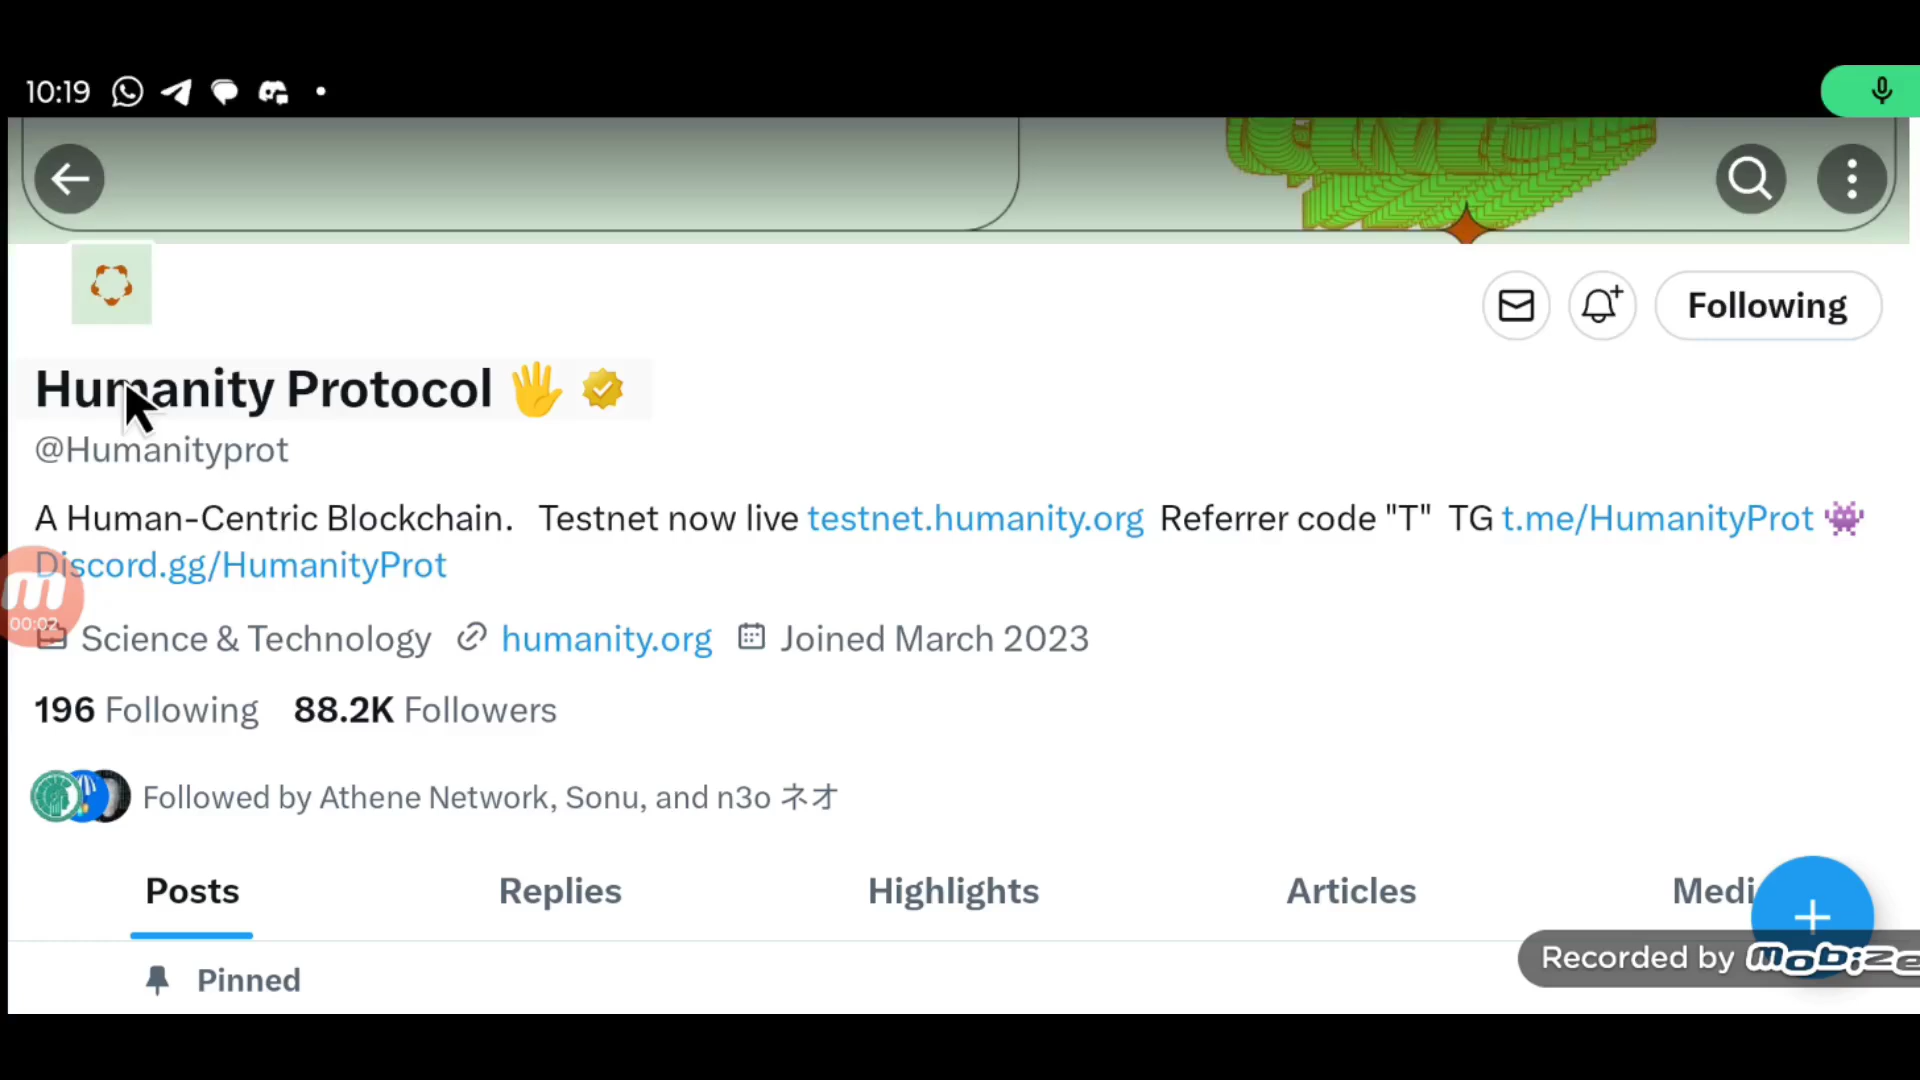 10:19
Following
Humanity Protocol 🖐️
@Humanityprot
A Human-Centric Blockchain. Testnet now live testnet.humanity.org Referrer code "T" TG t.me/HumanityProt 👾
Discord.gg/HumanityProt
00:02
Science & Technology humanity.org Joined March 2023
196 Following 88.2K Followers
Followed by Athene Network, Sonu, and n3o ネオ
Posts Replies Highlights Articles Medi
Recorded by mobize
Pinned